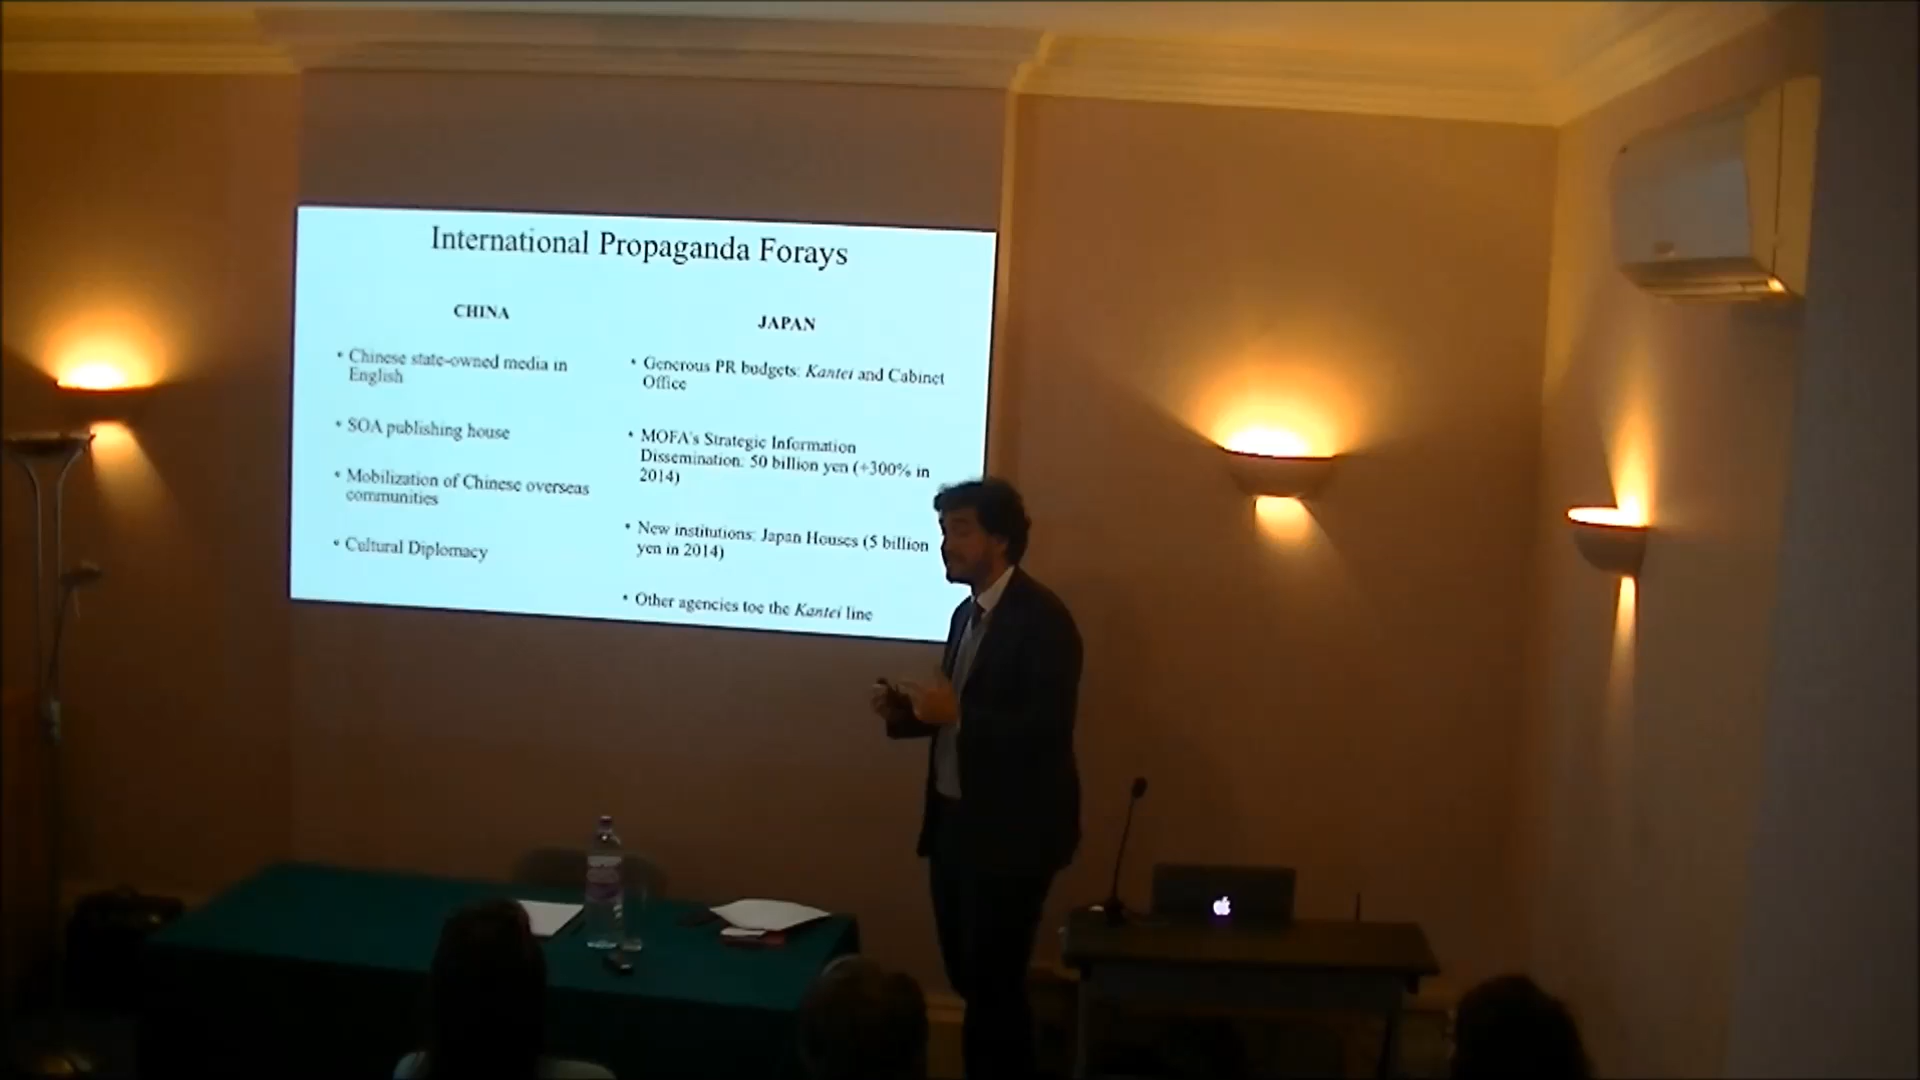 International Propaganda Forays
CHINA
• Chinese state-owned media in
English
• SOA publishing house
• Mobilization of Chinese overseas
communities
• Cultural Diplomacy
JAPAN
• Generous PR budgets: Kantei and Cabinet
Office
• MOFA's Strategic Information
Dissemination: 50 billion yen (+300% in
2014)
• New institutions: Japan Houses (5 billion
yen in 2014)
• Other agencies toe the Kantei line